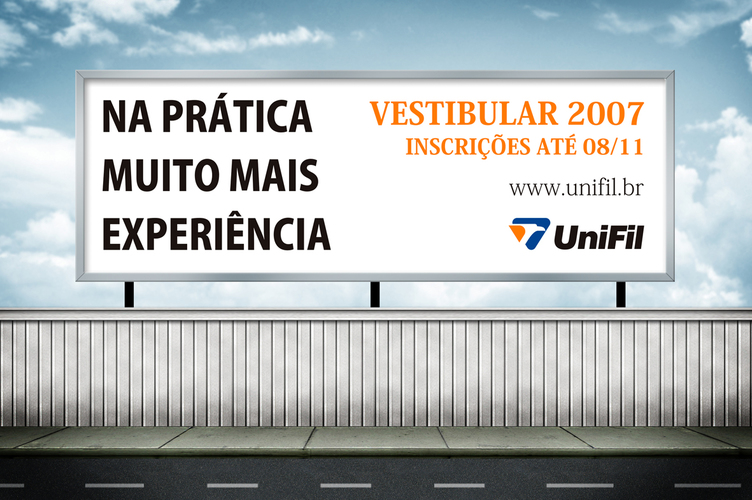 NA PRÁTICA
MUITO MAIS
EXPERIÊNCIA
VESTIBULAR 2007
INSCRIÇÕES ATÉ 08/11
www.unifil.br
UniFil